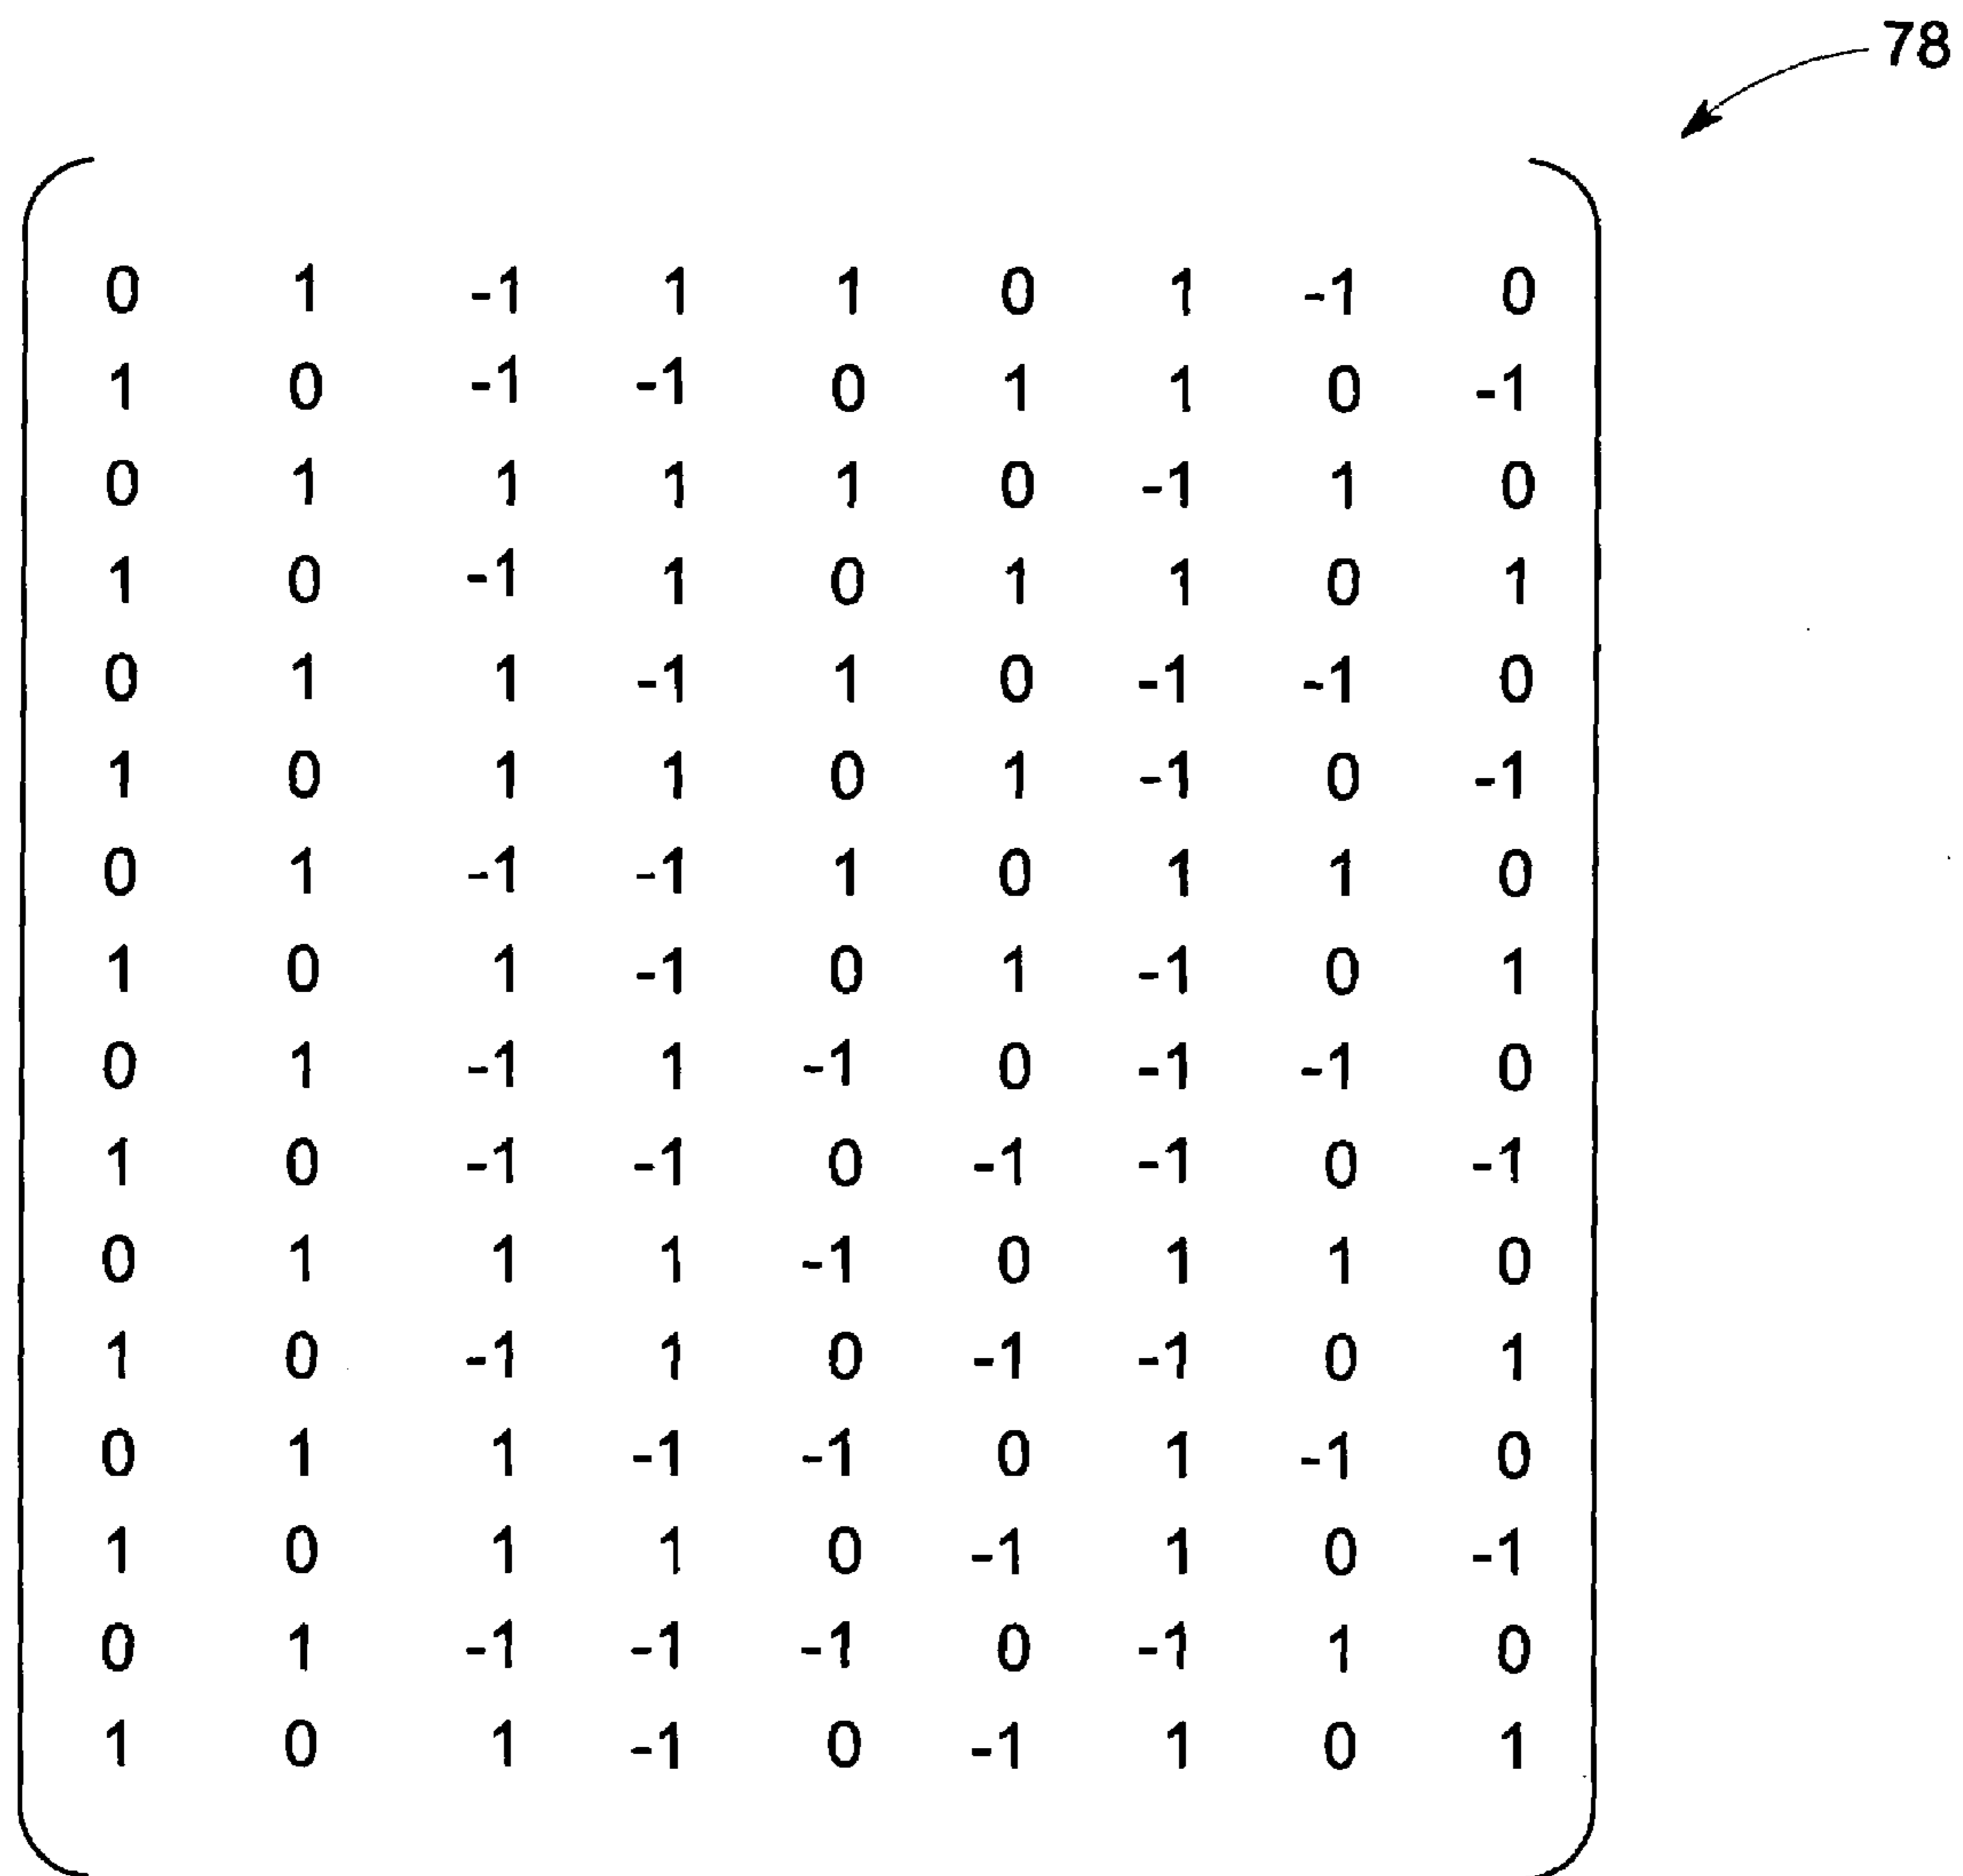 78
0 1 -1 1 1 0 1 -1 0
1 0 -1 -1 0 1 1 0 -1
0 1 1 1 1 0 -1 1 0
1 0 -1 1 0 1 1 0 1
0 1 1 -1 1 0 -1 -1 0
1 0 1 1 0 1 -1 0 -1
0 1 -1 -1 1 0 1 1 0
1 0 1 -1 0 1 -1 0 1
0 1 -1 1 -1 0 -1 -1 0
1 0 -1 -1 0 -1 -1 0 -1
0 1 1 1 -1 0 1 1 0
1 0 -1 1 0 -1 -1 0 1
0 1 1 -1 -1 0 1 -1 0
1 0 1 1 0 -1 1 0 -1
0 1 -1 -1 -1 0 -1 1 0
1 0 1 -1 0 -1 1 0 1